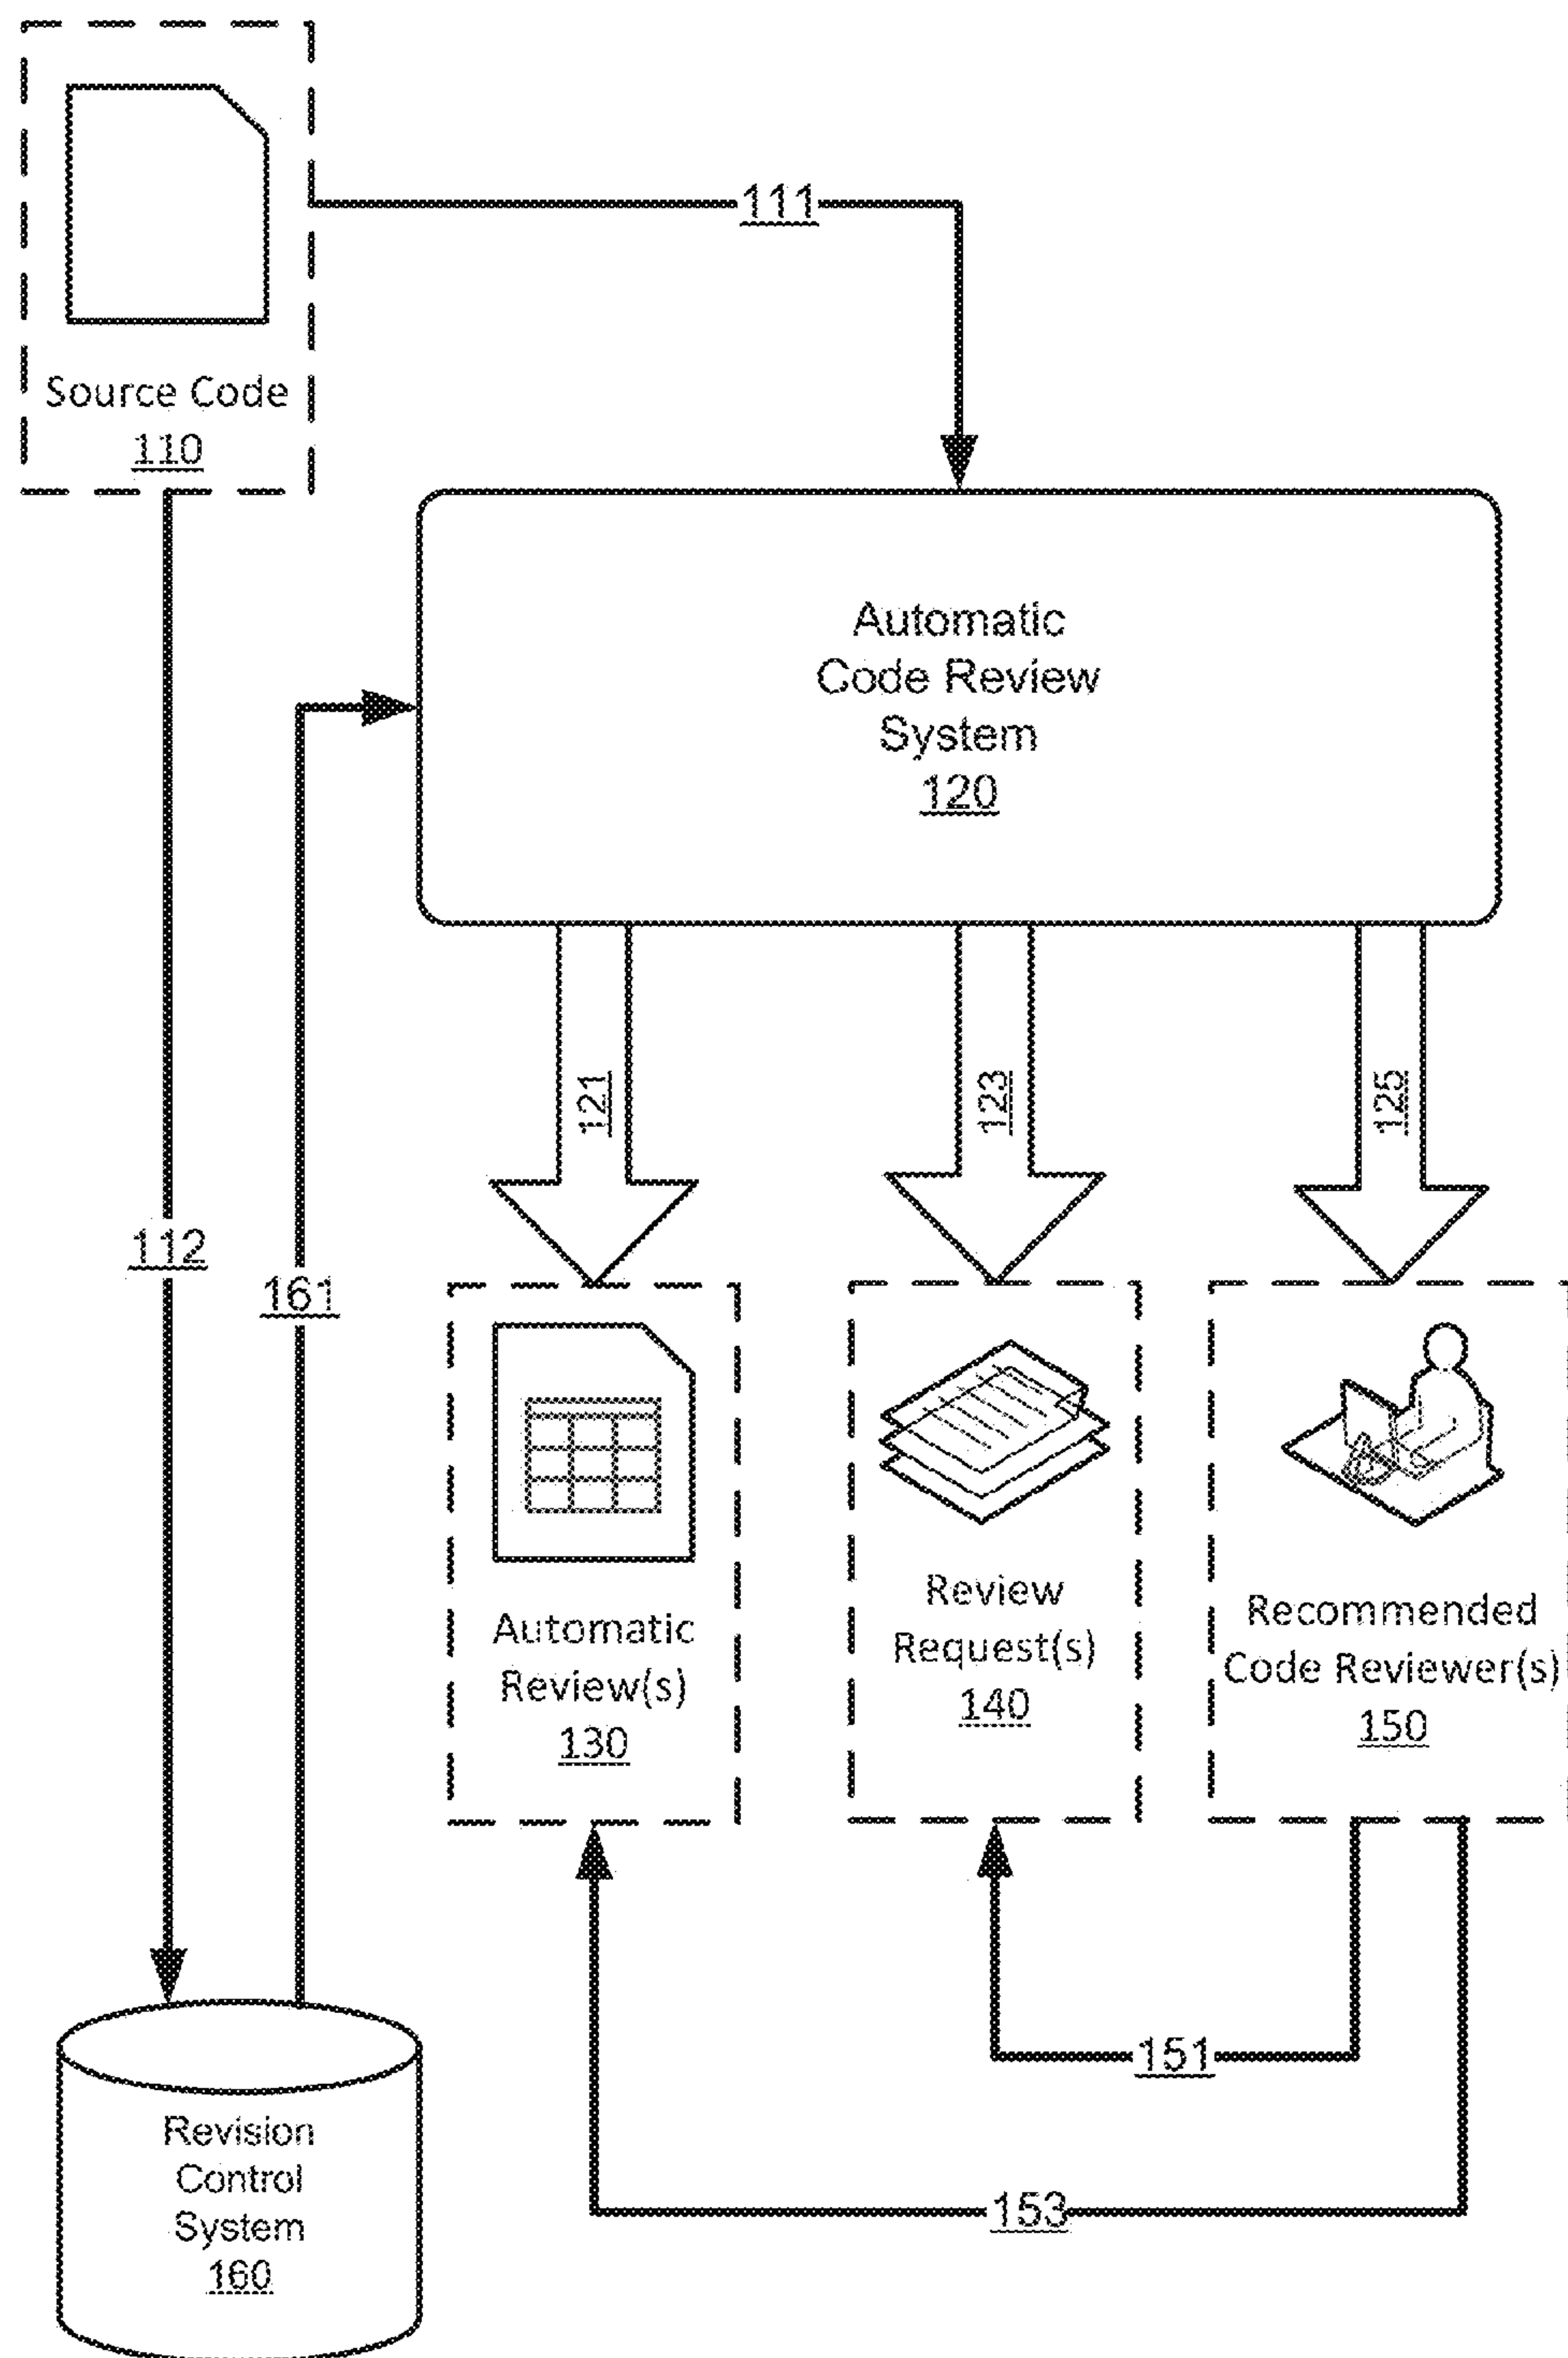 111
Source Code
110
Automatic
Code Review
System
120
121
123
125
112
161
Automatic
Review(s)
130
Review
Request(s)
140
Recommended
Code Reviewer(s)
150
151
153
Revision
Control
System
160